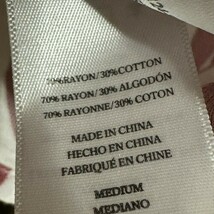 70%RAYON/30%COTTON
70% RAYON/30% ALGODÓN
70% RAYONNE/30% COTON
MADE IN CHINA
HECHO EN CHINA
FABRIQUÉ EN CHINE
MEDIUM
MEDIANO